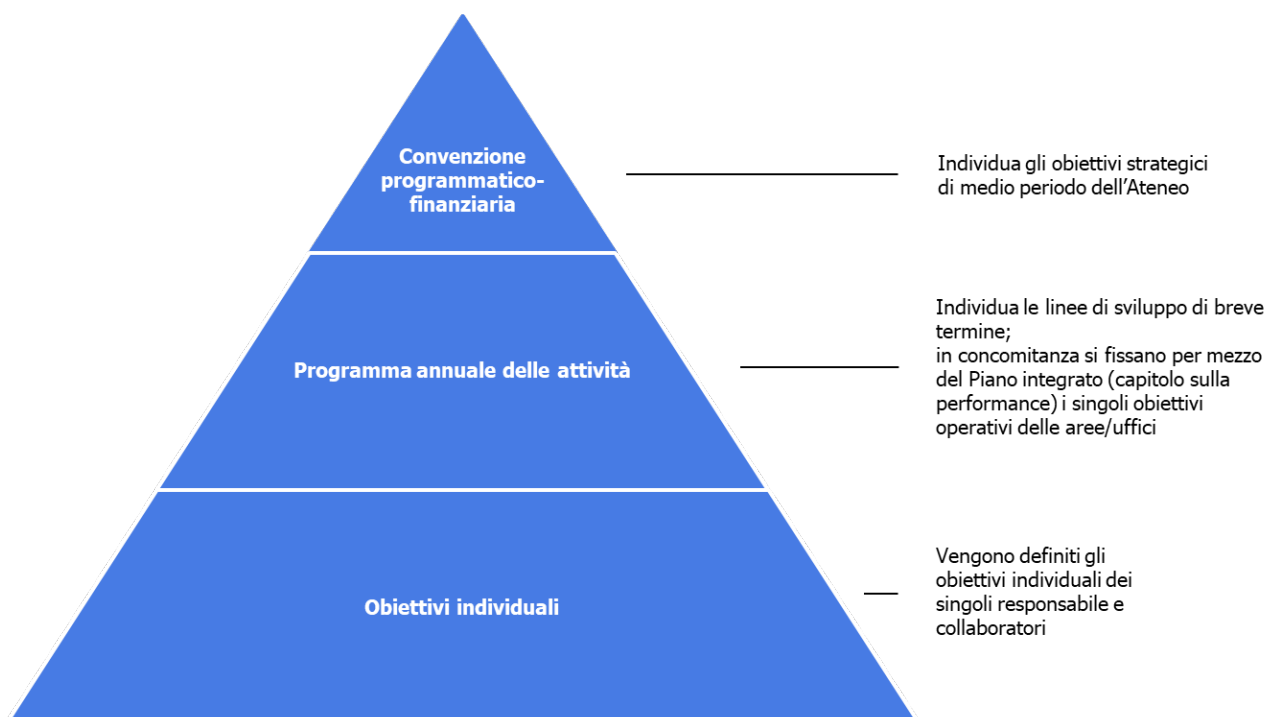 Convenzione
programmatico-
finanziaria
Individua gli obiettivi strategici
di medio periodo dell'Ateneo
Programma annuale delle attività
Individua le linee di sviluppo di breve
termine;
in concomitanza si fissano per mezzo
del Piano integrato (capitolo sulla
performance) i singoli obiettivi
operativi delle aree/uffici
Obiettivi individuali
Vengono definiti gli
obiettivi individuali dei
singoli responsabile e
collaboratori